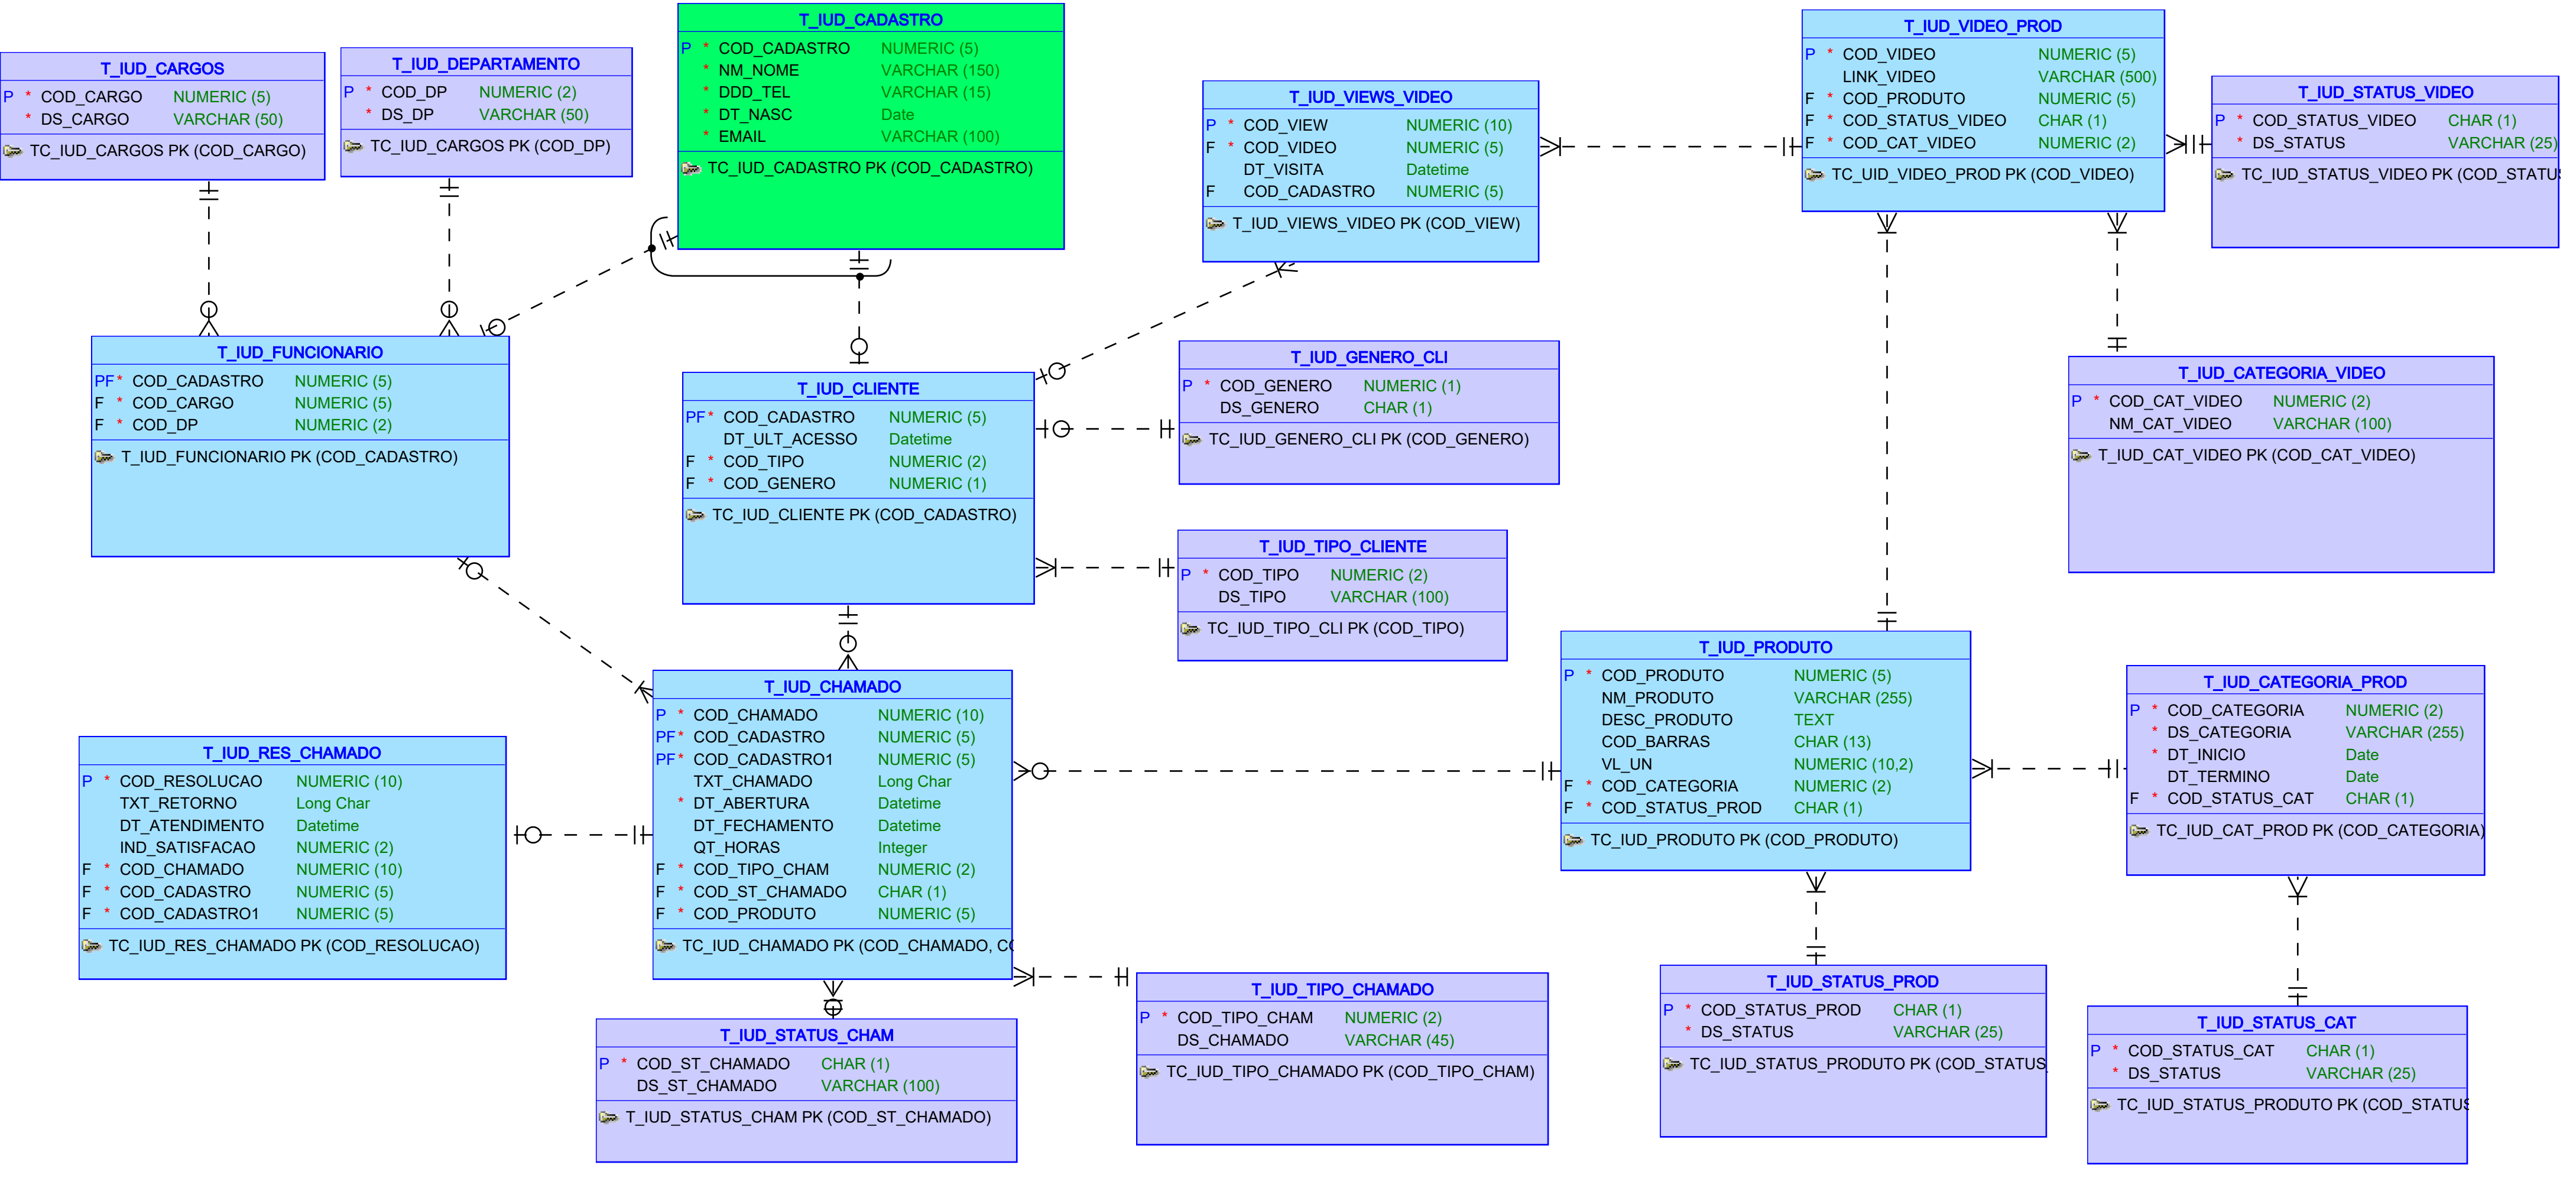 T_IUD_CARGOS
P * COD_CARGO NUMERIC (5)
* DS_CARGO VARCHAR (50)
TC_IUD_CARGOS PK (COD_CARGO)
T_IUD_DEPARTAMENTO
P * COD_DP NUMERIC (2)
* DS_DP VARCHAR (50)
TC_IUD_CARGOS PK (COD_DP)
T_IUD_CADASTRO
P * COD_CADASTRO NUMERIC (5)
* NM_NOME VARCHAR (150)
* DDD_TEL VARCHAR (15)
* DT_NASC Date
* EMAIL VARCHAR (100)
TC_IUD_CADASTRO PK (COD_CADASTRO)
T_IUD_VIEWS_VIDEO
P * COD_VIEW NUMERIC (10)
F * COD_VIDEO NUMERIC (5)
DT_VISITA Datetime
F COD_CADASTRO NUMERIC (5)
T_IUD_VIEWS_VIDEO PK (COD_VIEW)
T_IUD_VIDEO_PROD
P * COD_VIDEO NUMERIC (5)
LINK_VIDEO VARCHAR (500)
F * COD_PRODUTO NUMERIC (5)
F * COD_STATUS_VIDEO CHAR (1)
F * COD_CAT_VIDEO NUMERIC (2)
TC_UID_VIDEO_PROD PK (COD_VIDEO)
T_IUD_STATUS_VIDEO
P * COD_STATUS_VIDEO CHAR (1)
* DS_STATUS VARCHAR (25)
TC_IUD_STATUS_VIDEO PK (COD_STATU
T_IUD_FUNCIONARIO
PF * COD_CADASTRO NUMERIC (5)
F * COD_CARGO NUMERIC (5)
F * COD_DP NUMERIC (2)
T_IUD_FUNCIONARIO PK (COD_CADASTRO)
T_IUD_CLIENTE
PF * COD_CADASTRO NUMERIC (5)
DT_ULT_ACESSO Datetime
F * COD_TIPO NUMERIC (2)
F * COD_GENERO NUMERIC (1)
TC_IUD_CLIENTE PK (COD_CADASTRO)
T_IUD_GENERO_CLI
P * COD_GENERO NUMERIC (1)
DS_GENERO CHAR (1)
TC_IUD_GENERO_CLI PK (COD_GENERO)
T_IUD_CATEGORIA_VIDEO
P * COD_CAT_VIDEO NUMERIC (2)
NM_CAT_VIDEO VARCHAR (100)
T_IUD_CAT_VIDEO PK (COD_CAT_VIDEO)
T_IUD_TIPO_CLIENTE
P * COD_TIPO NUMERIC (2)
DS_TIPO VARCHAR (100)
TC_IUD_TIPO_CLI PK (COD_TIPO)
T_IUD_RES_CHAMADO
P * COD_RESOLUCAO NUMERIC (10)
TXT_RETORNO Long Char
DT_ATENDIMENTO Datetime
IND_SATISFACAO NUMERIC (2)
F * COD_CHAMADO NUMERIC (10)
F * COD_CADASTRO NUMERIC (5)
F * COD_CADASTRO1 NUMERIC (5)
TC_IUD_RES_CHAMADO PK (COD_RESOLUCAO)
T_IUD_CHAMADO
P * COD_CHAMADO NUMERIC (10)
PF * COD_CADASTRO NUMERIC (5)
PF * COD_CADASTRO1 NUMERIC (5)
TXT_CHAMADO Long Char
* DT_ABERTURA Datetime
DT_FECHAMENTO Datetime
QT_HORAS Integer
F * COD_TIPO_CHAM NUMERIC (2)
F * COD_ST_CHAMADO CHAR (1)
F * COD_PRODUTO NUMERIC (5)
TC_IUD_CHAMADO PK (COD_CHAMADO, CO
T_IUD_PRODUTO
P * COD_PRODUTO NUMERIC (5)
NM_PRODUTO VARCHAR (255)
DESC_PRODUTO TEXT
COD_BARRAS CHAR (13)
VL_UN NUMERIC (10,2)
F * COD_CATEGORIA NUMERIC (2)
F * COD_STATUS_PROD CHAR (1)
TC_IUD_PRODUTO PK (COD_PRODUTO)
T_IUD_CATEGORIA_PROD
P * COD_CATEGORIA NUMERIC (2)
* DS_CATEGORIA VARCHAR (255)
* DT_INICIO Date
DT_TERMINO Date
F * COD_STATUS_CAT CHAR (1)
TC_IUD_CAT_PROD PK (COD_CATEGORIA)
T_IUD_STATUS_CHAM
P * COD_ST_CHAMADO CHAR (1)
DS_ST_CHAMADO VARCHAR (100)
T_IUD_STATUS_CHAM PK (COD_ST_CHAMADO)
T_IUD_TIPO_CHAMADO
P * COD_TIPO_CHAM NUMERIC (2)
DS_CHAMADO VARCHAR (45)
TC_IUD_TIPO_CHAMADO PK (COD_TIPO_CHAM)
T_IUD_STATUS_PROD
P * COD_STATUS_PROD CHAR (1)
* DS_STATUS VARCHAR (25)
TC_IUD_STATUS_PRODUTO PK (COD_STATUS
T_IUD_STATUS_CAT
P * COD_STATUS_CAT CHAR (1)
* DS_STATUS VARCHAR (25)
TC_IUD_STATUS_PRODUTO PK (COD_STATUS